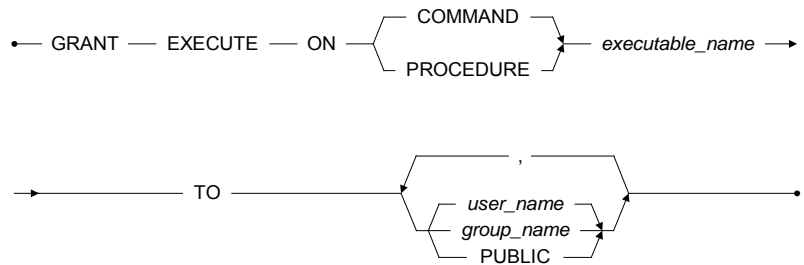 COMMAND
GRANT EXECUTE ON executable_name
PROCEDURE
,
TO user_name
group_name
PUBLIC